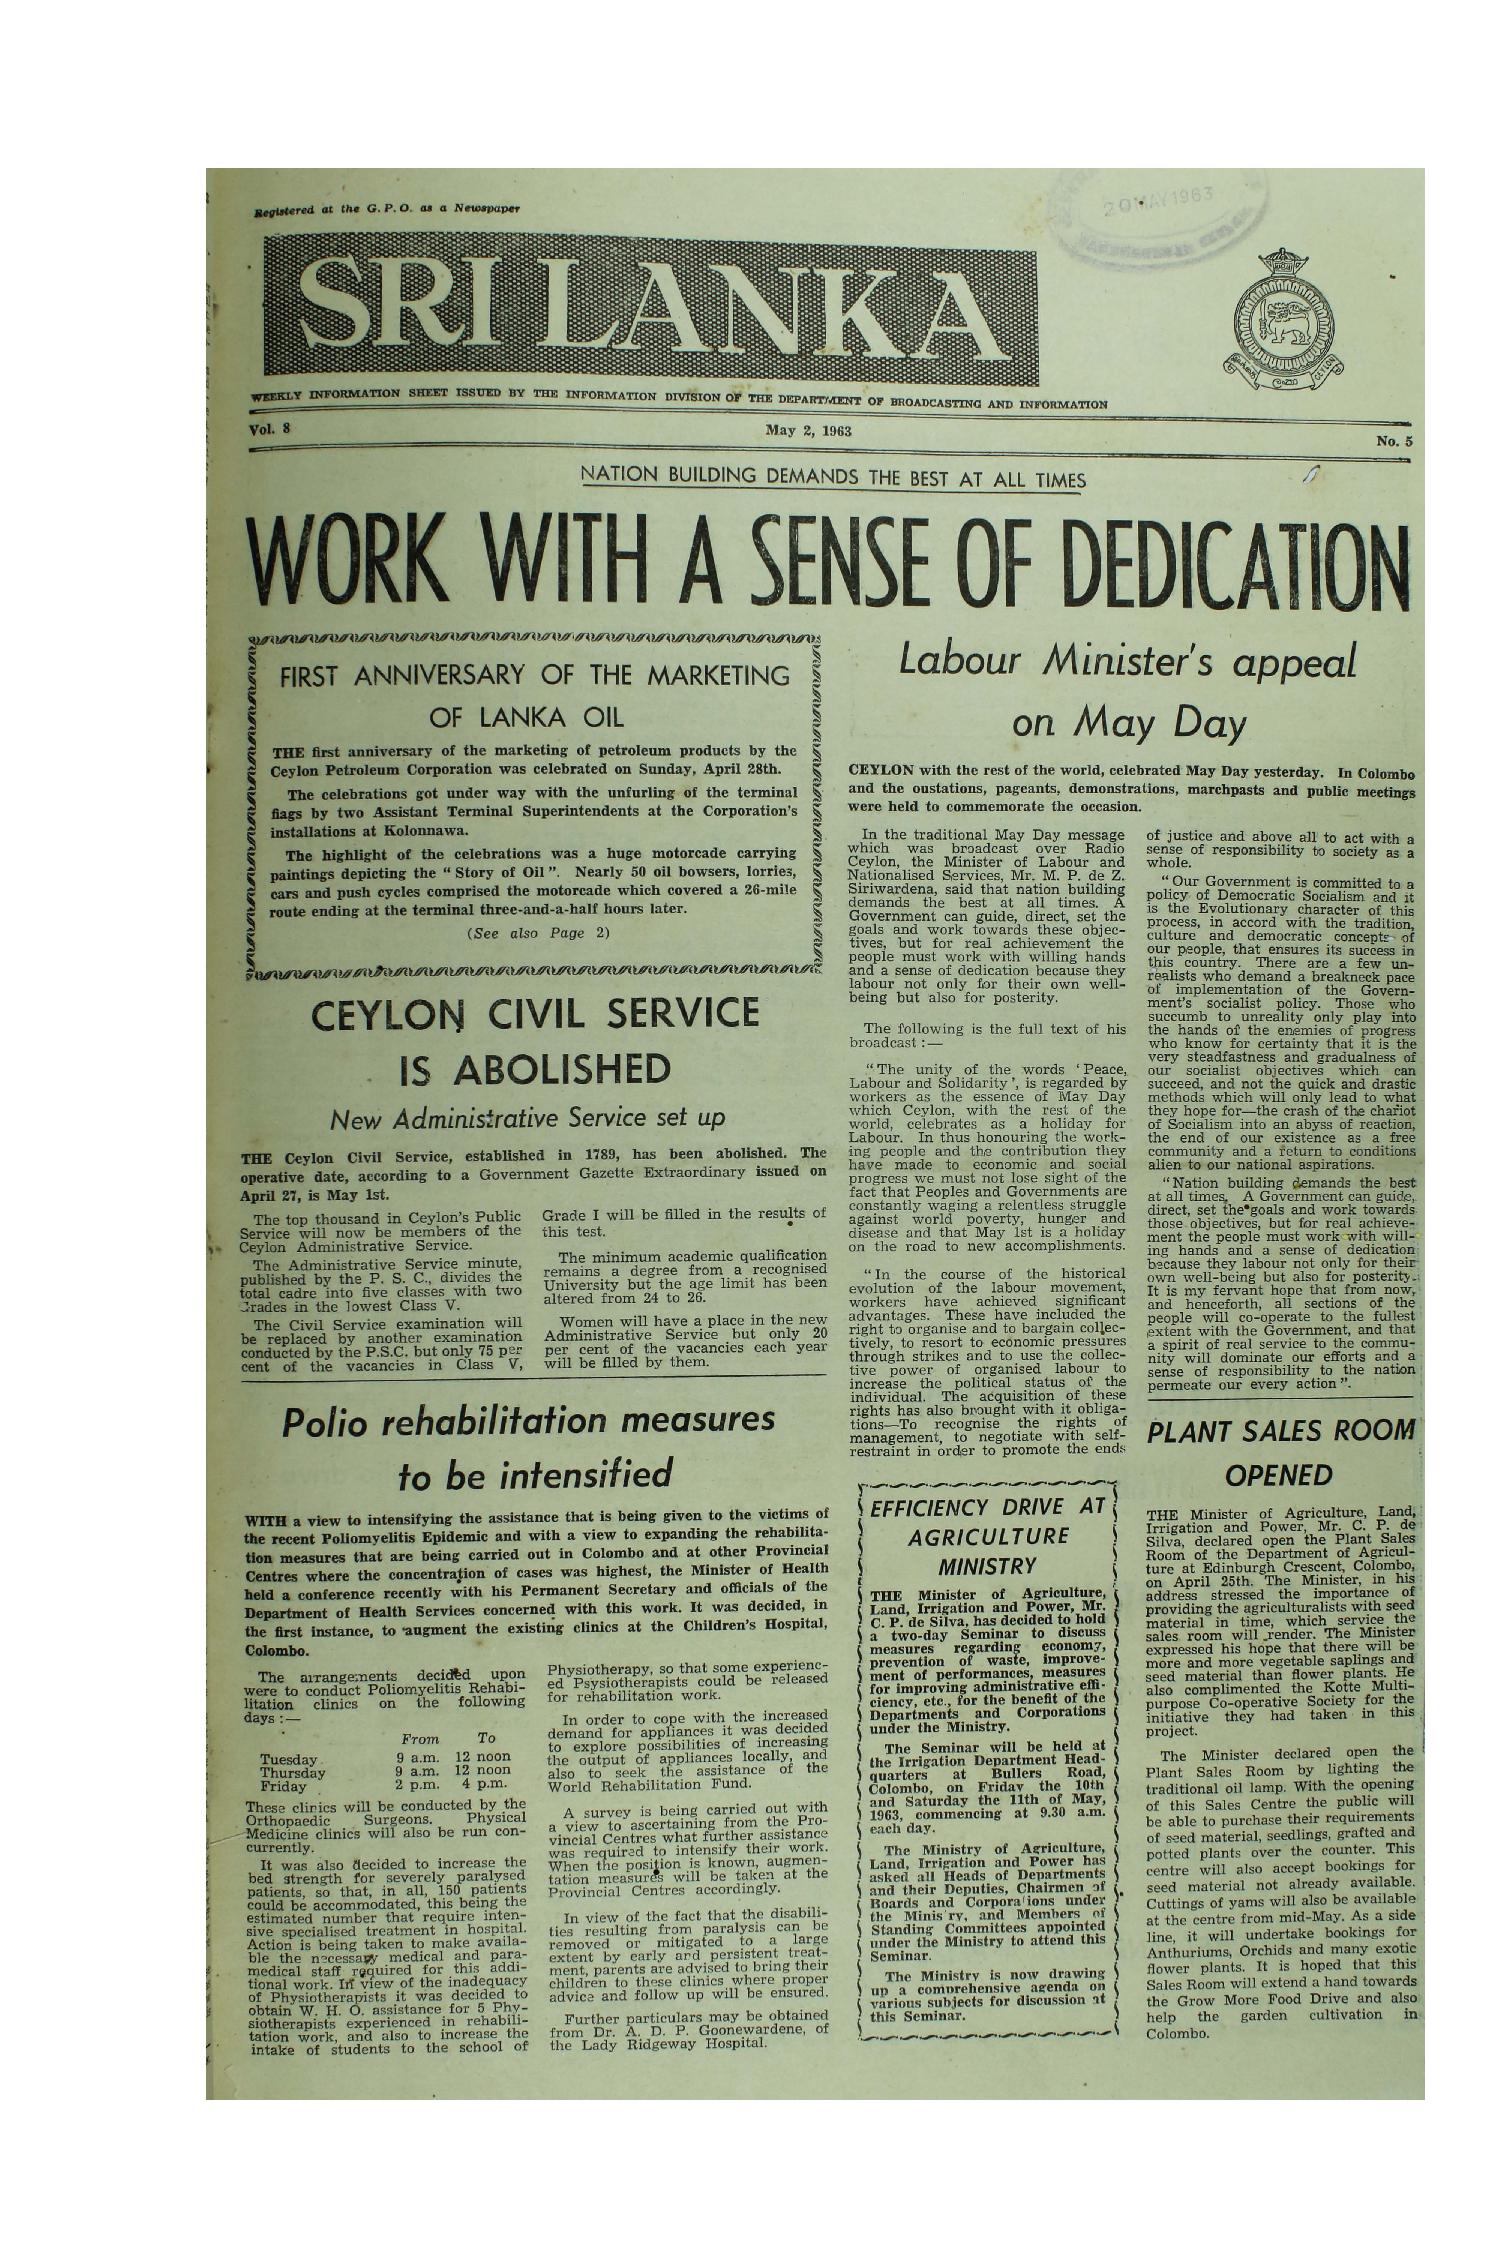 Registered at the G. P. O. as a Newspaper
20 MAY 1963
SRI LANKA
CEYLON
WEEKLY INFORMATION SHEET ISSUED BY THE INFORMATION DIVISION OF THE DEPARTMENT OF BROADCASTING AND INFORMATION
Vol. 8
May 2, 1963
No. 5
NATION BUILDING DEMANDS THE BEST AT ALL TIMES
WORK WITH A SENSE OF DEDICATION
FIRST ANNIVERSARY OF THE MARKETING
OF LANKA OIL
THE first anniversary of the marketing of petroleum products by the
Ceylon Petroleum Corporation was celebrated on Sunday, April 28th.
The celebrations got under way with the unfurling of the terminal
flags by two Assistant Terminal Superintendents at the Corporation's
installations at Kolonnawa.
The highlight of the celebrations was a huge motorcade carrying
paintings depicting the " Story of Oil ". Nearly 50 oil bowsers, lorries,
cars and push cycles comprised the motorcade which covered a 26-mile
route ending at the terminal three-and-a-half hours later.
(See also Page 2)
CEYLON CIVIL SERVICE
IS ABOLISHED
New Administrative Service set up
THE Ceylon Civil Service, established in 1789, has been abolished. The
operative date, according to a Government Gazette Extraordinary issued on
April 27, is May 1st.
The top thousand in Ceylon's Public
Service will now be members of the
Ceylon Administrative Service.
The Administrative Service minute,
published by the P. S. C., divides the
total cadre into five classes with two
Grades in the lowest Class V.
The Civil Service examination will
be replaced by another examination
conducted by the P.S.C. but only 75 per
cent of the vacancies in Class V,
Grade I will be filled in the results of
this test.
The minimum academic qualification
remains a degree from a recognised
University but the age limit has been
altered from 24 to 26.
Women will have a place in the new
Administrative Service but only 20
per cent of the vacancies each year
will be filled by them.
Polio rehabilitation measures
to be intensified
WITH a view to intensifying the assistance that is being given to the victims of
the recent Poliomyelitis Epidemic and with a view to expanding the rehabilita-
tion measures that are being carried out in Colombo and at other Provincial
Centres where the concentration of cases was highest, the Minister of Health
held a conference recently with his Permanent Secretary and officials of the
Department of Health Services concerned with this work. It was decided, in
the first instance, to augment the existing clinics at the Children's Hospital,
Colombo.
The arrangements decided upon
were to conduct Poliomyelitis Rehabi-
litation clinics on the following
days :—
From To
Tuesday 9 a.m. 12 noon
Thursday 9 a.m. 12 noon
Friday 2 p.m. 4 p.m.
These clinics will be conducted by the
Orthopaedic Surgeons. Physical
Medicine clinics will also be run con-
currently.
It was also decided to increase the
bed strength for severely paralysed
patients, so that, in all, 150 patients
could be accommodated, this being the
estimated number that require inten-
sive specialised treatment in hospital.
Action is being taken to make availa-
ble the necessary medical and para-
medical staff required for this addi-
tional work. In view of the inadequacy
of Physiotherapists it was decided to
obtain W. H. O. assistance for 5 Phy-
siotherapists experienced in rehabili-
tation work, and also to increase the
intake of students to the school of
Physiotherapy, so that some experienc-
ed Psysiotherapists could be released
for rehabilitation work.
In order to cope with the increased
demand for appliances it was decided
to explore possibilities of increasing
the output of appliances locally, and
also to seek the assistance of the
World Rehabilitation Fund.
A survey is being carried out with
a view to ascertaining from the Pro-
vincial Centres what further assistance
was required to intensify their work.
When the position is known, augmen-
tation measures will be taken at the
Provincial Centres accordingly.
In view of the fact that the disabili-
ties resulting from paralysis can be
removed or mitigated to a large
extent by early and persistent treat-
ment, parents are advised to bring their
children to these clinics where proper
advice and follow up will be ensured.
Further particulars may be obtained
from Dr. A. D. P. Goonewardene, of
the Lady Ridgeway Hospital.
Labour Minister's appeal
on May Day
CEYLON with the rest of the world, celebrated May Day yesterday. In Colombo
and the oustations, pageants, demonstrations, marchpasts and public meetings
were held to commemorate the occasion.
In the traditional May Day message
which was broadcast over Radio
Ceylon, the Minister of Labour and
Nationalised Services, Mr. M. P. de Z.
Siriwardena, said that nation building
demands the best at all times. A
Government can guide, direct, set the
goals and work towards these objec-
tives, but for real achievement the
people must work with willing hands
and a sense of dedication because they
labour not only for their own well-
being but also for posterity.
The following is the full text of his
broadcast :—
" The unity of the words ' Peace,
Labour and Solidarity ', is regarded by
workers as the essence of May Day
which Ceylon, with the rest of the
world, celebrates as a holiday for
Labour. In thus honouring the work-
ing people and the contribution they
have made to economic and social
progress we must not lose sight of the
fact that Peoples and Governments are
constantly waging a relentless struggle
against world poverty, hunger and
disease and that May 1st is a holiday
on the road to new accomplishments.
" In the course of the historical
evolution of the labour movement,
workers have achieved significant
advantages. These have included the
right to organise and to bargain collec-
tively, to resort to economic pressures
through strikes and to use the collec-
tive power of organised labour to
increase the political status of the
individual. The acquisition of these
rights has also brought with it obliga-
tions—To recognise the rights of
management, to negotiate with self-
restraint in order to promote the ends
of justice and above all to act with a
sense of responsibility to society as a
whole.
" Our Government is committed to a
policy of Democratic Socialism and it
is the Evolutionary character of this
process, in accord with the tradition,
culture and democratic concepts of
our people, that ensures its success in
this country. There are a few un-
realists who demand a breakneck pace
of implementation of the Govern-
ment's socialist policy. Those who
succumb to unreality only play into
the hands of the enemies of progress
who know for certainty that it is the
very steadfastness and gradualness of
our socialist objectives which can
succeed, and not the quick and drastic
methods which will only lead to what
they hope for—the crash of the chariot
of Socialism into an abyss of reaction,
the end of our existence as a free
community and a return to conditions
alien to our national aspirations.
" Nation building demands the best
at all times. A Government can guide,
direct, set the goals and work towards
those objectives, but for real achieve-
ment the people must work with will-
ing hands and a sense of dedication
because they labour not only for their
own well-being but also for posterity.
It is my fervant hope that from now,
and henceforth, all sections of the
people will co-operate to the fullest
extent with the Government, and that
a spirit of real service to the commu-
nity will dominate our efforts and a
sense of responsibility to the nation
permeate our every action ".
EFFICIENCY DRIVE AT
AGRICULTURE
MINISTRY
THE Minister of Agriculture,
Land, Irrigation and Power, Mr.
C. P. de Silva, has decided to hold
a two-day Seminar to discuss
measures regarding economy,
prevention of waste, improve-
ment of performances, measures
for improving administrative effi-
ciency, etc., for the benefit of the
Departments and Corporations
under the Ministry.
The Seminar will be held at
the Irrigation Department Head-
quarters at Bullers Road,
Colombo, on Friday the 10th
and Saturday the 11th of May,
1963, commencing at 9.30 a.m.
each day.
The Ministry of Agriculture,
Land, Irrigation and Power has
asked all Heads of Departments
and their Deputies, Chairmen of
Boards and Corporations under
the Ministry, and Members of
Standing Committees appointed
under the Ministry to attend this
Seminar.
The Ministry is now drawing
up a comprehensive agenda on
various subjects for discussion at
this Seminar.
PLANT SALES ROOM
OPENED
THE Minister of Agriculture, Land,
Irrigation and Power, Mr. C. P. de
Silva, declared open the Plant Sales
Room of the Department of Agricul-
ture at Edinburgh Crescent, Colombo,
on April 25th. The Minister, in his
address stressed the importance of
providing the agriculturalists with seed
material in time, which service the
sales room will render. The Minister
expressed his hope that there will be
more and more vegetable saplings and
seed material than flower plants. He
also complimented the Kotte Multi-
purpose Co-operative Society for the
initiative they had taken in this
project.
The Minister declared open the
Plant Sales Room by lighting the
traditional oil lamp. With the opening
of this Sales Centre the public will
be able to purchase their requirements
of seed material, seedlings, grafted and
potted plants over the counter. This
centre will also accept bookings for
seed material not already available.
Cuttings of yams will also be available
at the centre from mid-May. As a side
line, it will undertake bookings for
Anthuriums, Orchids and many exotic
flower plants. It is hoped that this
Sales Room will extend a hand towards
the Grow More Food Drive and also
help the garden cultivation in
Colombo.